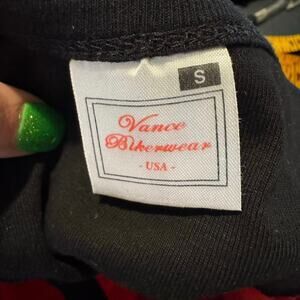 S
Vance
Bikerwear
- USA -